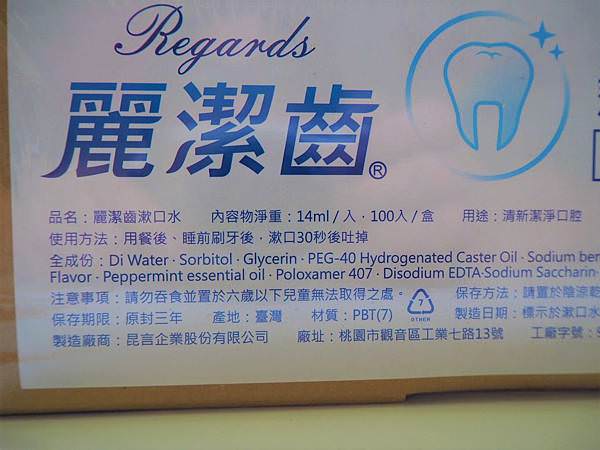 Regards
麗潔齒®
品名：麗潔齒漱口水 內容物淨重：14ml / 入，100入 / 盒 用途：清新潔淨口腔
使用方法：用餐後、睡前刷牙後，漱口30秒後吐掉
全成份：Di Water · Sorbitol · Glycerin · PEG-40 Hydrogenated Caster Oil · Sodium ben
Flavor · Peppermint essential oil · Poloxamer 407 · Disodium EDTA·Sodium Saccharin·
注意事項：請勿吞食並置於六歲以下兒童無法取得之處。 7 OTHER 保存方法：請置於陰涼乾
保存期限：原封三年 產地：臺灣 材質：PBT(7) 製造日期：標示於漱口水
製造廠商：昆言企業股份有限公司 廠址：桃園市觀音區工業七路13號 工廠字號：